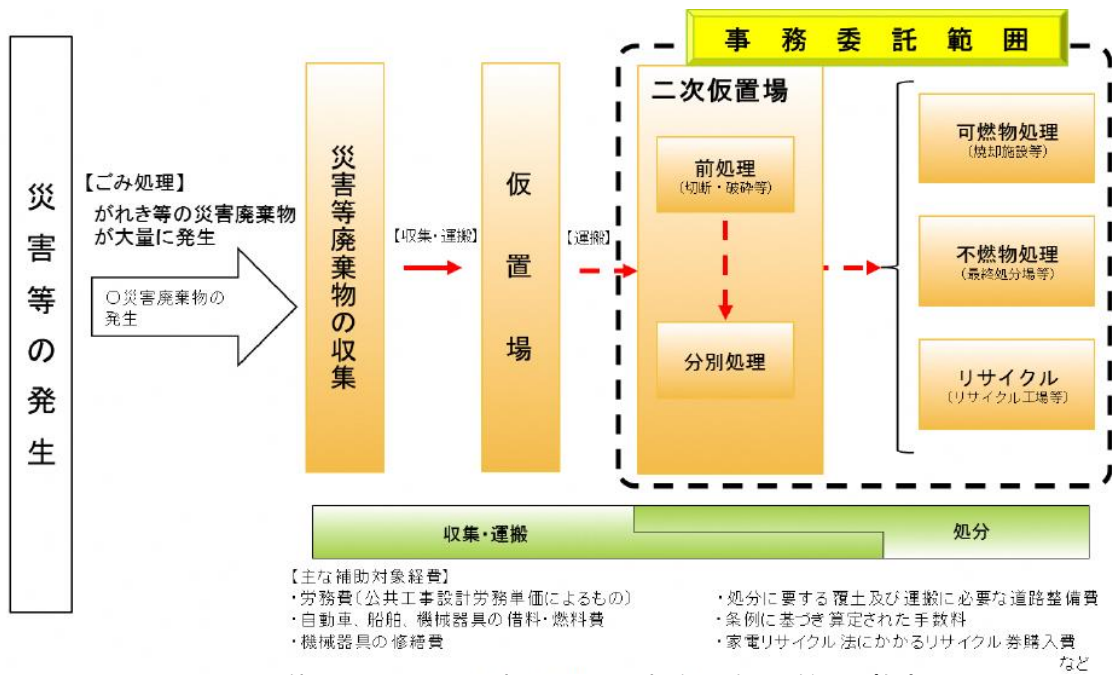 事務委託範囲
災害等の発生
【ごみ処理】
がれき等の災害廃棄物
が大量に発生
〇災害廃棄物の
発生
災害等廃棄物の収集
【収集・運搬】
仮置場
【運搬】
二次仮置場
前処理
(切断・破砕等)
分別処理
可燃物処理
(焼却施設等)
不燃物処理
(最終処分場等)
リサイクル
(リサイクル工場等)
収集・運搬
処分
【主な補助対象経費】
・労務費(公共工事設計労務単価によるもの)
・自動車、船舶、機械器具の借料・燃料費
・機械器具の修繕費
・処分に要する覆土及び運搬に必要な道路整備費
・条例に基づき算定された手数料
・家電リサイクル法にかかるリサイクル券購入費
など